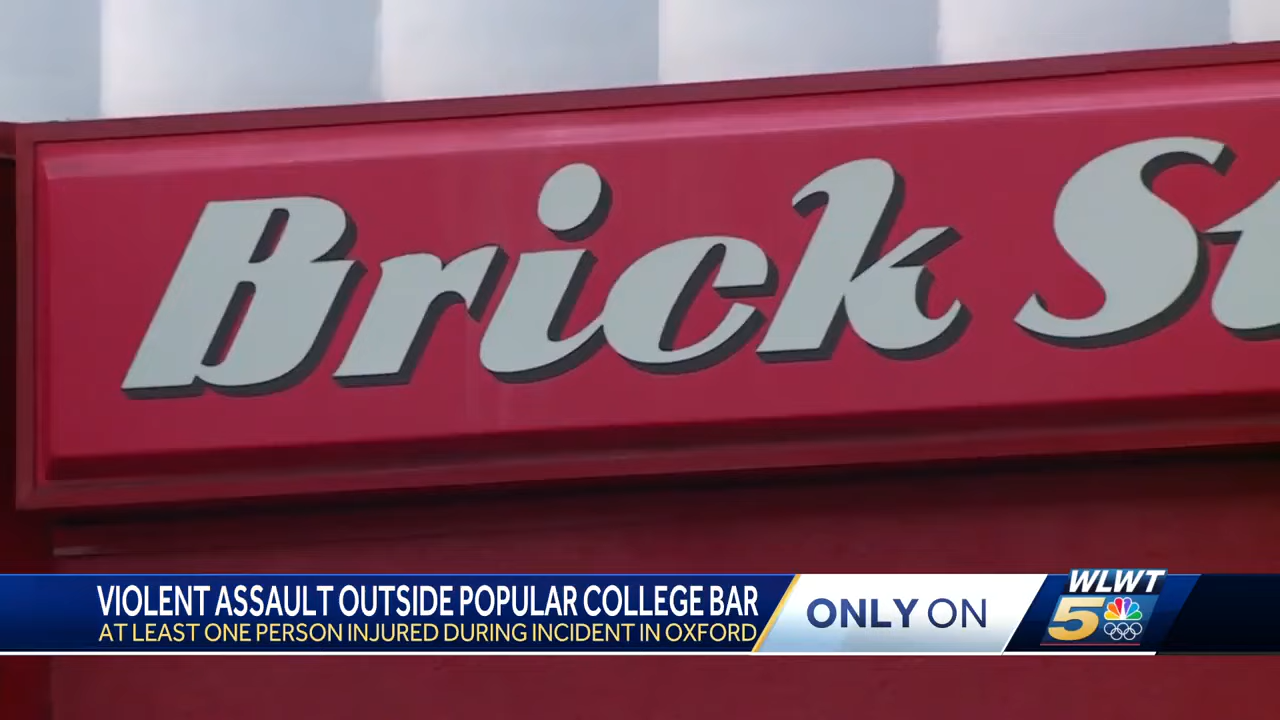 Brick St
VIOLENT ASSAULT OUTSIDE POPULAR COLLEGE BAR
AT LEAST ONE PERSON INJURED DURING INCIDENT IN OXFORD
ONLY ON
WLWT
5